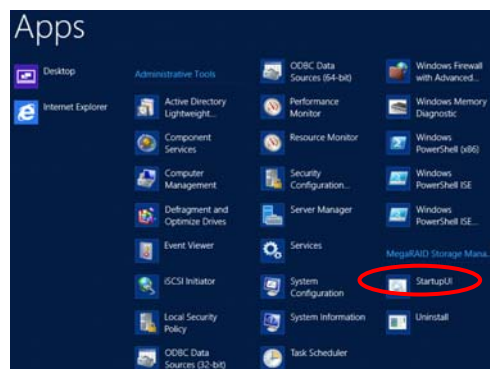 Apps
Desktop
Internet Explorer
Administrative Tools
Active Directory
Lightweight...
Component
Services
Computer
Management
Defragment and
Optimize Drives
Event Viewer
iSCSI Initiator
Local Security
Policy
ODBC Data
Sources (32-bit)
ODBC Data
Sources (64-bit)
Performance
Monitor
Resource Monitor
Security
Configuration...
Server Manager
Services
System
Configuration
System Information
Task Scheduler
Windows Firewall
with Advanced...
Windows Memory
Diagnostic
Windows
PowerShell (x86)
Windows
PowerShell ISE
Windows
PowerShell ISE...
MegaRAID Storage Mana...
StartupUI
Uninstall